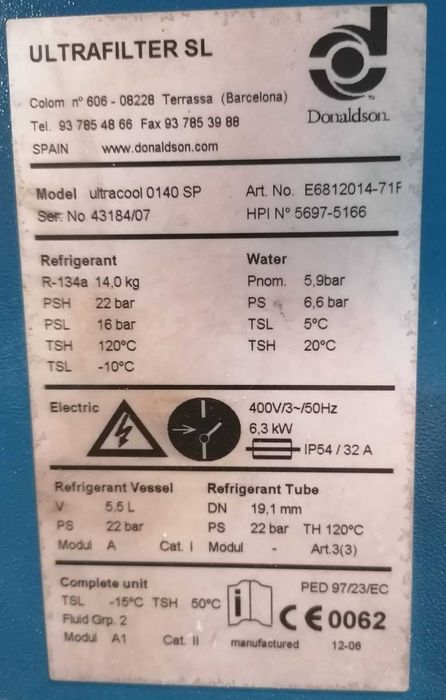 ULTRAFILTER SL
Colom nº 606 - 08228 Terrassa (Barcelona)
Tel. 93 785 48 66 Fax 93 785 39 88
SPAIN www.donaldson.com
Donaldson
TM
Model ultracool 0140 SP Art. No. E6812014-71F
Ser. No 43184/07 HPI Nº 5697-5166
Refrigerant Water
R-134a 14,0 kg Pnom. 5,9bar
PSH 22 bar PS 6,6 bar
PSL 16 bar TSL 5°C
TSH 120°C TSH 20°C
TSL -10°C
Electric 400V/3~/50Hz
6,3 kW
IP54 / 32 A
Refrigerant Vessel Refrigerant Tube
V 5,5 L DN 19,1 mm
PS 22 bar PS 22 bar TH 120°C
Modul A Cat. I Modul - Art.3(3)
Complete unit PED 97/23/EC
TSL -15°C TSH 50°C i CE 0062
Fluid Grp. 2
Modul A1 Cat. II manufactured 12-06